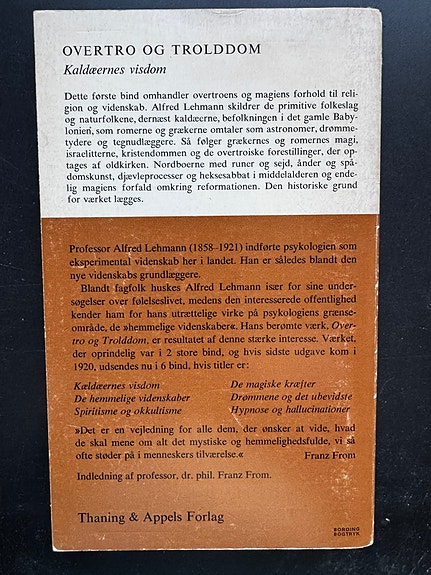 OVERTRO OG TROLDDOM
Kaldæernes visdom
Dette første bind omhandler overtroens og magiens forhold til reli-
gion og videnskab. Alfred Lehmann skildrer de primitive folkeslag
og naturfolkene, dernæst kaldæerne, befolkningen i det gamle Baby-
lonien, som romerne og grækerne omtaler som astronomer, drømme-
tydere og tegnudlæggere. Så følger grækernes og romernes magi,
israelitterne, kristendommen og de overtroiske forestillinger, der op-
tages af oldkirken. Nordboerne med runer og sejd, ånder og spå-
domskunst, djævleprocesser og heksesabbat i middelalderen og ende-
lig magiens forfald omkring reformationen. Den historiske grund
for værket lægges.
Professor Alfred Lehmann (1858–1921) indførte psykologien som
eksperimental videnskab her i landet. Han er således blandt den
nye videnskabs grundlæggere.
Blandt fagfolk huskes Alfred Lehmann især for sine under-
søgelser over følelseslivet, medens den interesserede offentlighed
kender ham for hans utrættelige virke på psykologiens grænse-
område, de »hemmelige videnskaber«. Hans berømte værk, Over-
tro og Trolddom, er resultatet af denne stærke interesse. Værket,
der oprindelig var i 2 store bind, og hvis sidste udgave kom i
1920, udsendes nu i 6 bind, hvis titler er:
Kældæernes visdom
De magiske kræfter
De hemmelige videnskaber
Drømmene og det ubevidste
Spiritisme og okkultisme
Hypnose og hallucinationer
»Det er en vejledning for alle dem, der ønsker at vide, hvad
de skal mene om alt det mystiske og hemmelighedsfulde, vi så
ofte støder på i menneskers tilværelse.« Franz From
Indledning af professor, dr. phil. Franz From.
Thaning & Appels Forlag
BORDING
BOGTRYK